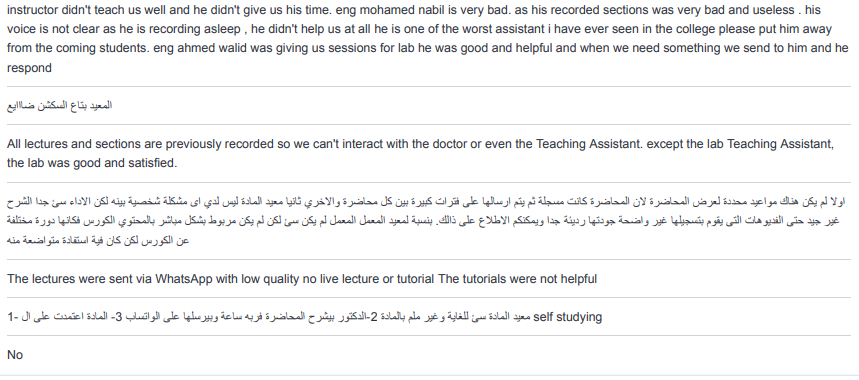 instructor didn't teach us well and he didn't give us his time. eng mohamed nabil is very bad. as his recorded sections was very bad and useless . his
voice is not clear as he is recording asleep , he didn't help us at all he is one of the worst assistant i have ever seen in the college please put him away
from the coming students. eng ahmed walid was giving us sessions for lab he was good and helpful and when we need something we send to him and he
respond
المعيد بتاع السكشن ضااايع
All lectures and sections are previously recorded so we can't interact with the doctor or even the Teaching Assistant. except the lab Teaching Assistant,
the lab was good and satisfied.
اولا لم يكن هناك مواعيد محددة لعرض المحاضرة لان المحاضرة كانت مسجلة ثم يتم ارسالها على فترات كبيرة بين كل محاضرة والاخري ثانيا معيد المادة ليس لدي اى مشكلة شخصية بينه لكن الاداء سئ جدا الشرح
غير جيد حتى الفديوهات التى يقوم بتسجيلها غير واضحة جودتها رديئة جدا ويمكنكم الاطلاع على ذالك. بنسبة لمعيد المعمل المعمل لم يكن سئ لكن لم يكن مربوط بشكل مباشر بالمحتوي الكورس فكانها دورة مختلفة
عن الكورس لكن كان فية استفادة متواضعة منه
The lectures were sent via WhatsApp with low quality no live lecture or tutorial The tutorials were not helpful
1- معيد المادة سئ للغاية وغير ملم بالمادة 2-الدكتور بيشرح المحاضرة فربه ساعة وبيرسلها على الواتساب 3- المادة اعتمدت على ال self studying
No